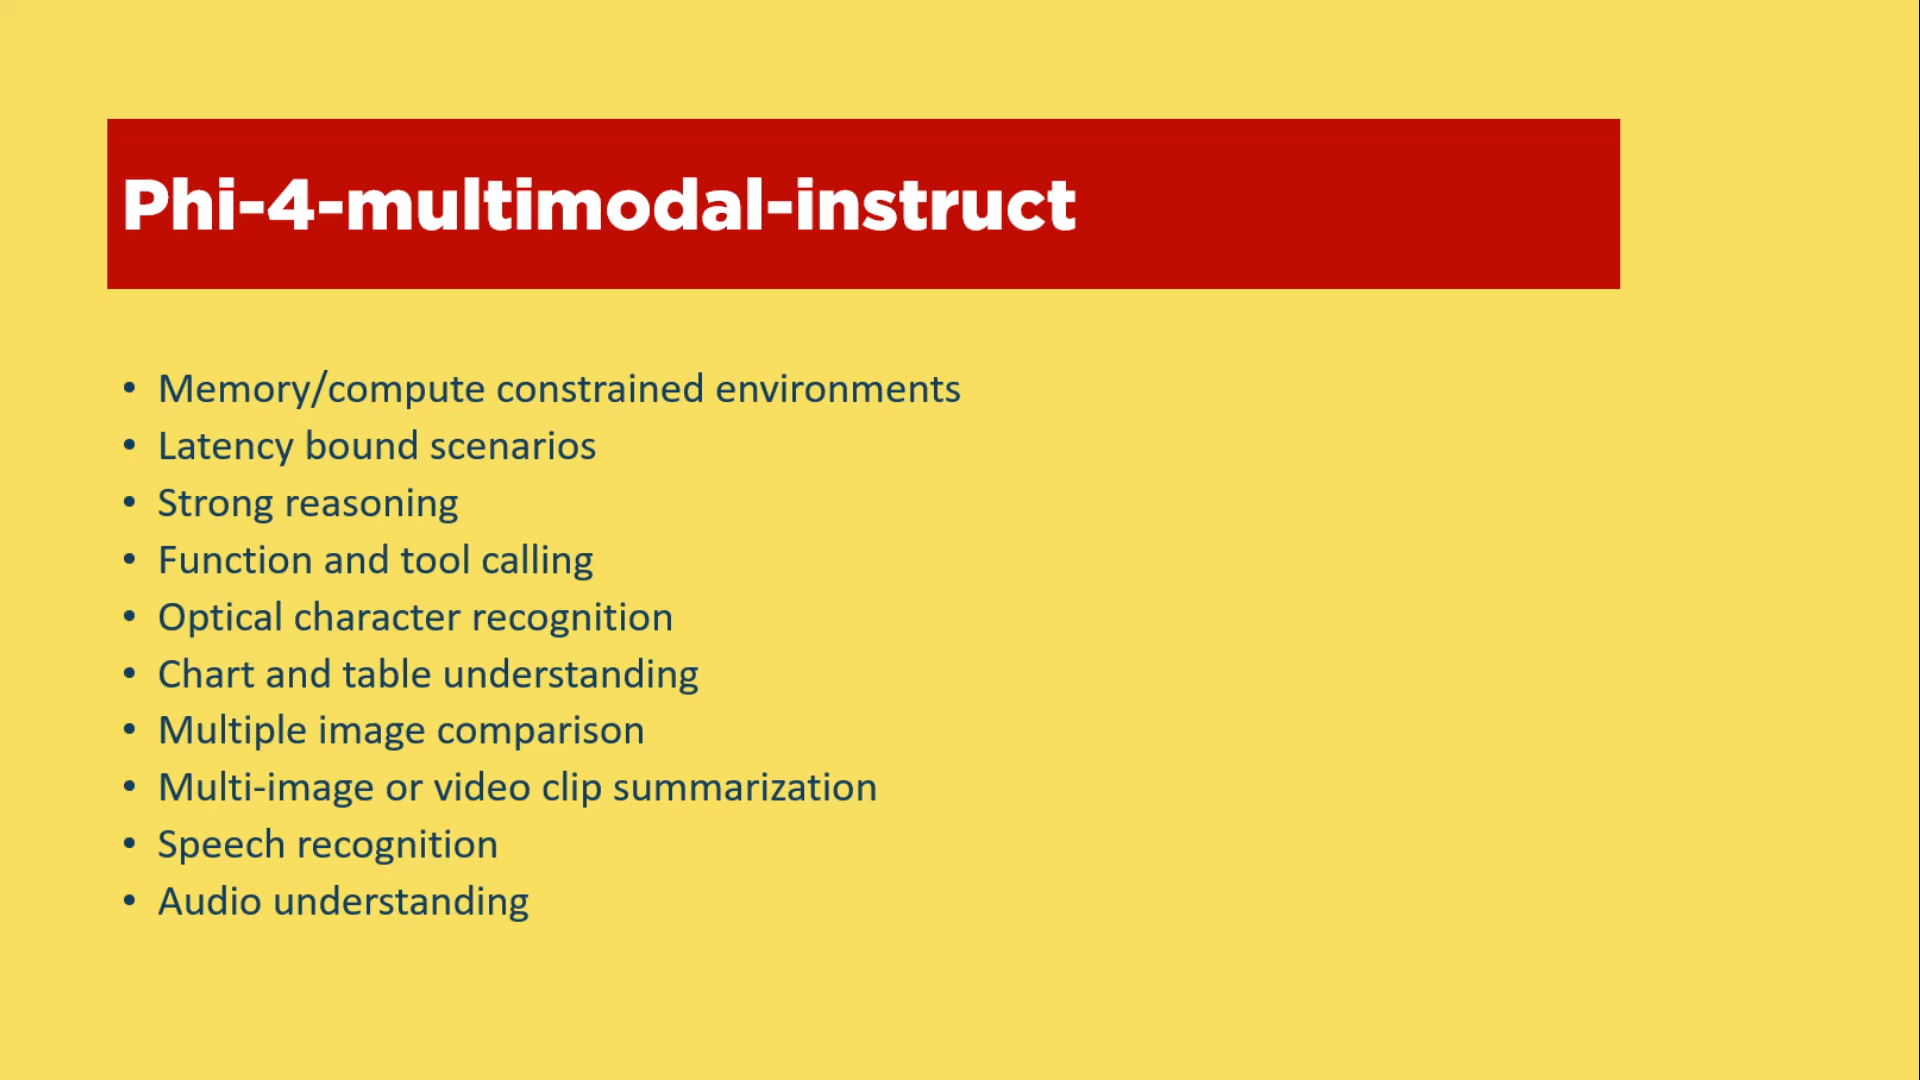 Phi-4-multimodal-instruct
• Memory/compute constrained environments
• Latency bound scenarios
• Strong reasoning
• Function and tool calling
• Optical character recognition
• Chart and table understanding
• Multiple image comparison
• Multi-image or video clip summarization
• Speech recognition
• Audio understanding